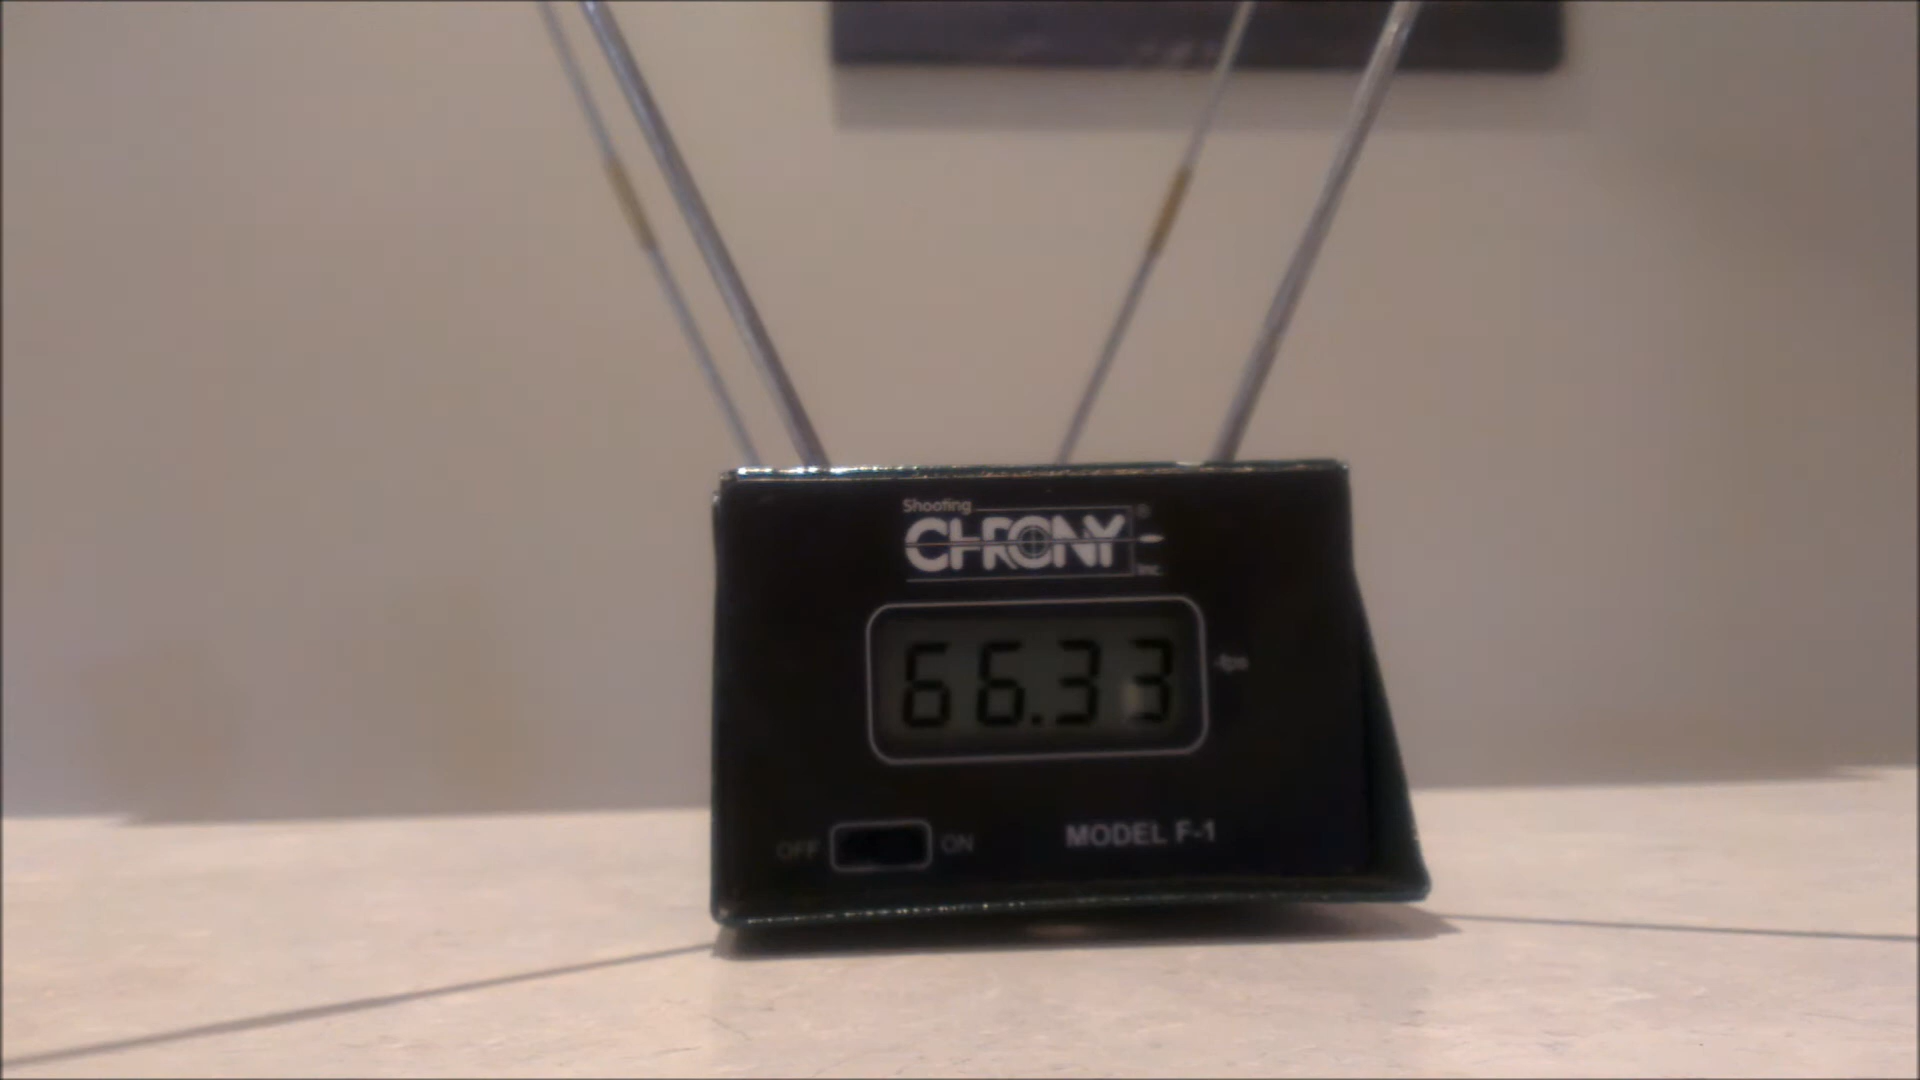 Shooting
CHRONY ®
Inc.
66.33
-fps
OFF ON
MODEL F-1